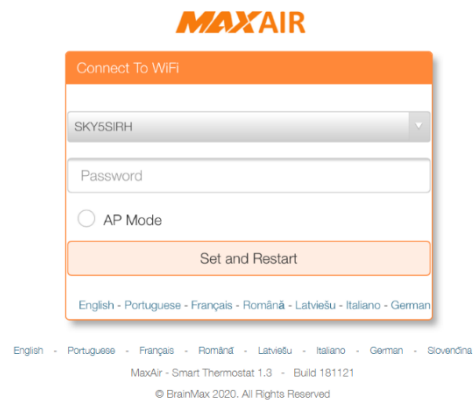 MAXAIR
Connect To WiFi
SKY5SIRH
Password
AP Mode
Set and Restart
English - Portuguese - Français - Română - Latviešu - Italiano - German
English - Portuguese - Français - Română - Latviešu - Italiano - German - Slovenčina
MaxAir - Smart Thermostat 1.3 - Build 181121
© BrainMax 2020. All Rights Reserved